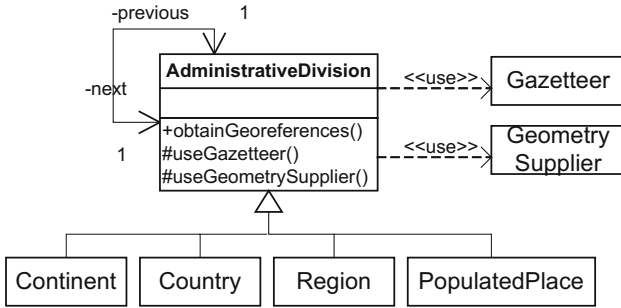 -previous
1
AdministrativeDivision
<<use>>
Gazetteer
-next
+obtainGeoreferences()
<<use>>
Geometry
Supplier
1
#useGazetteer()
#useGeometrySupplier()
Continent
Country
Region
PopulatedPlace